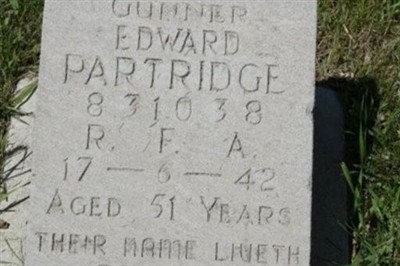 GUNNER
EDWARD
PARTRIDGE
831038
R. F. A.
17 — 6 — 42
AGED 51 YEARS
THEIR NAME LIVETH